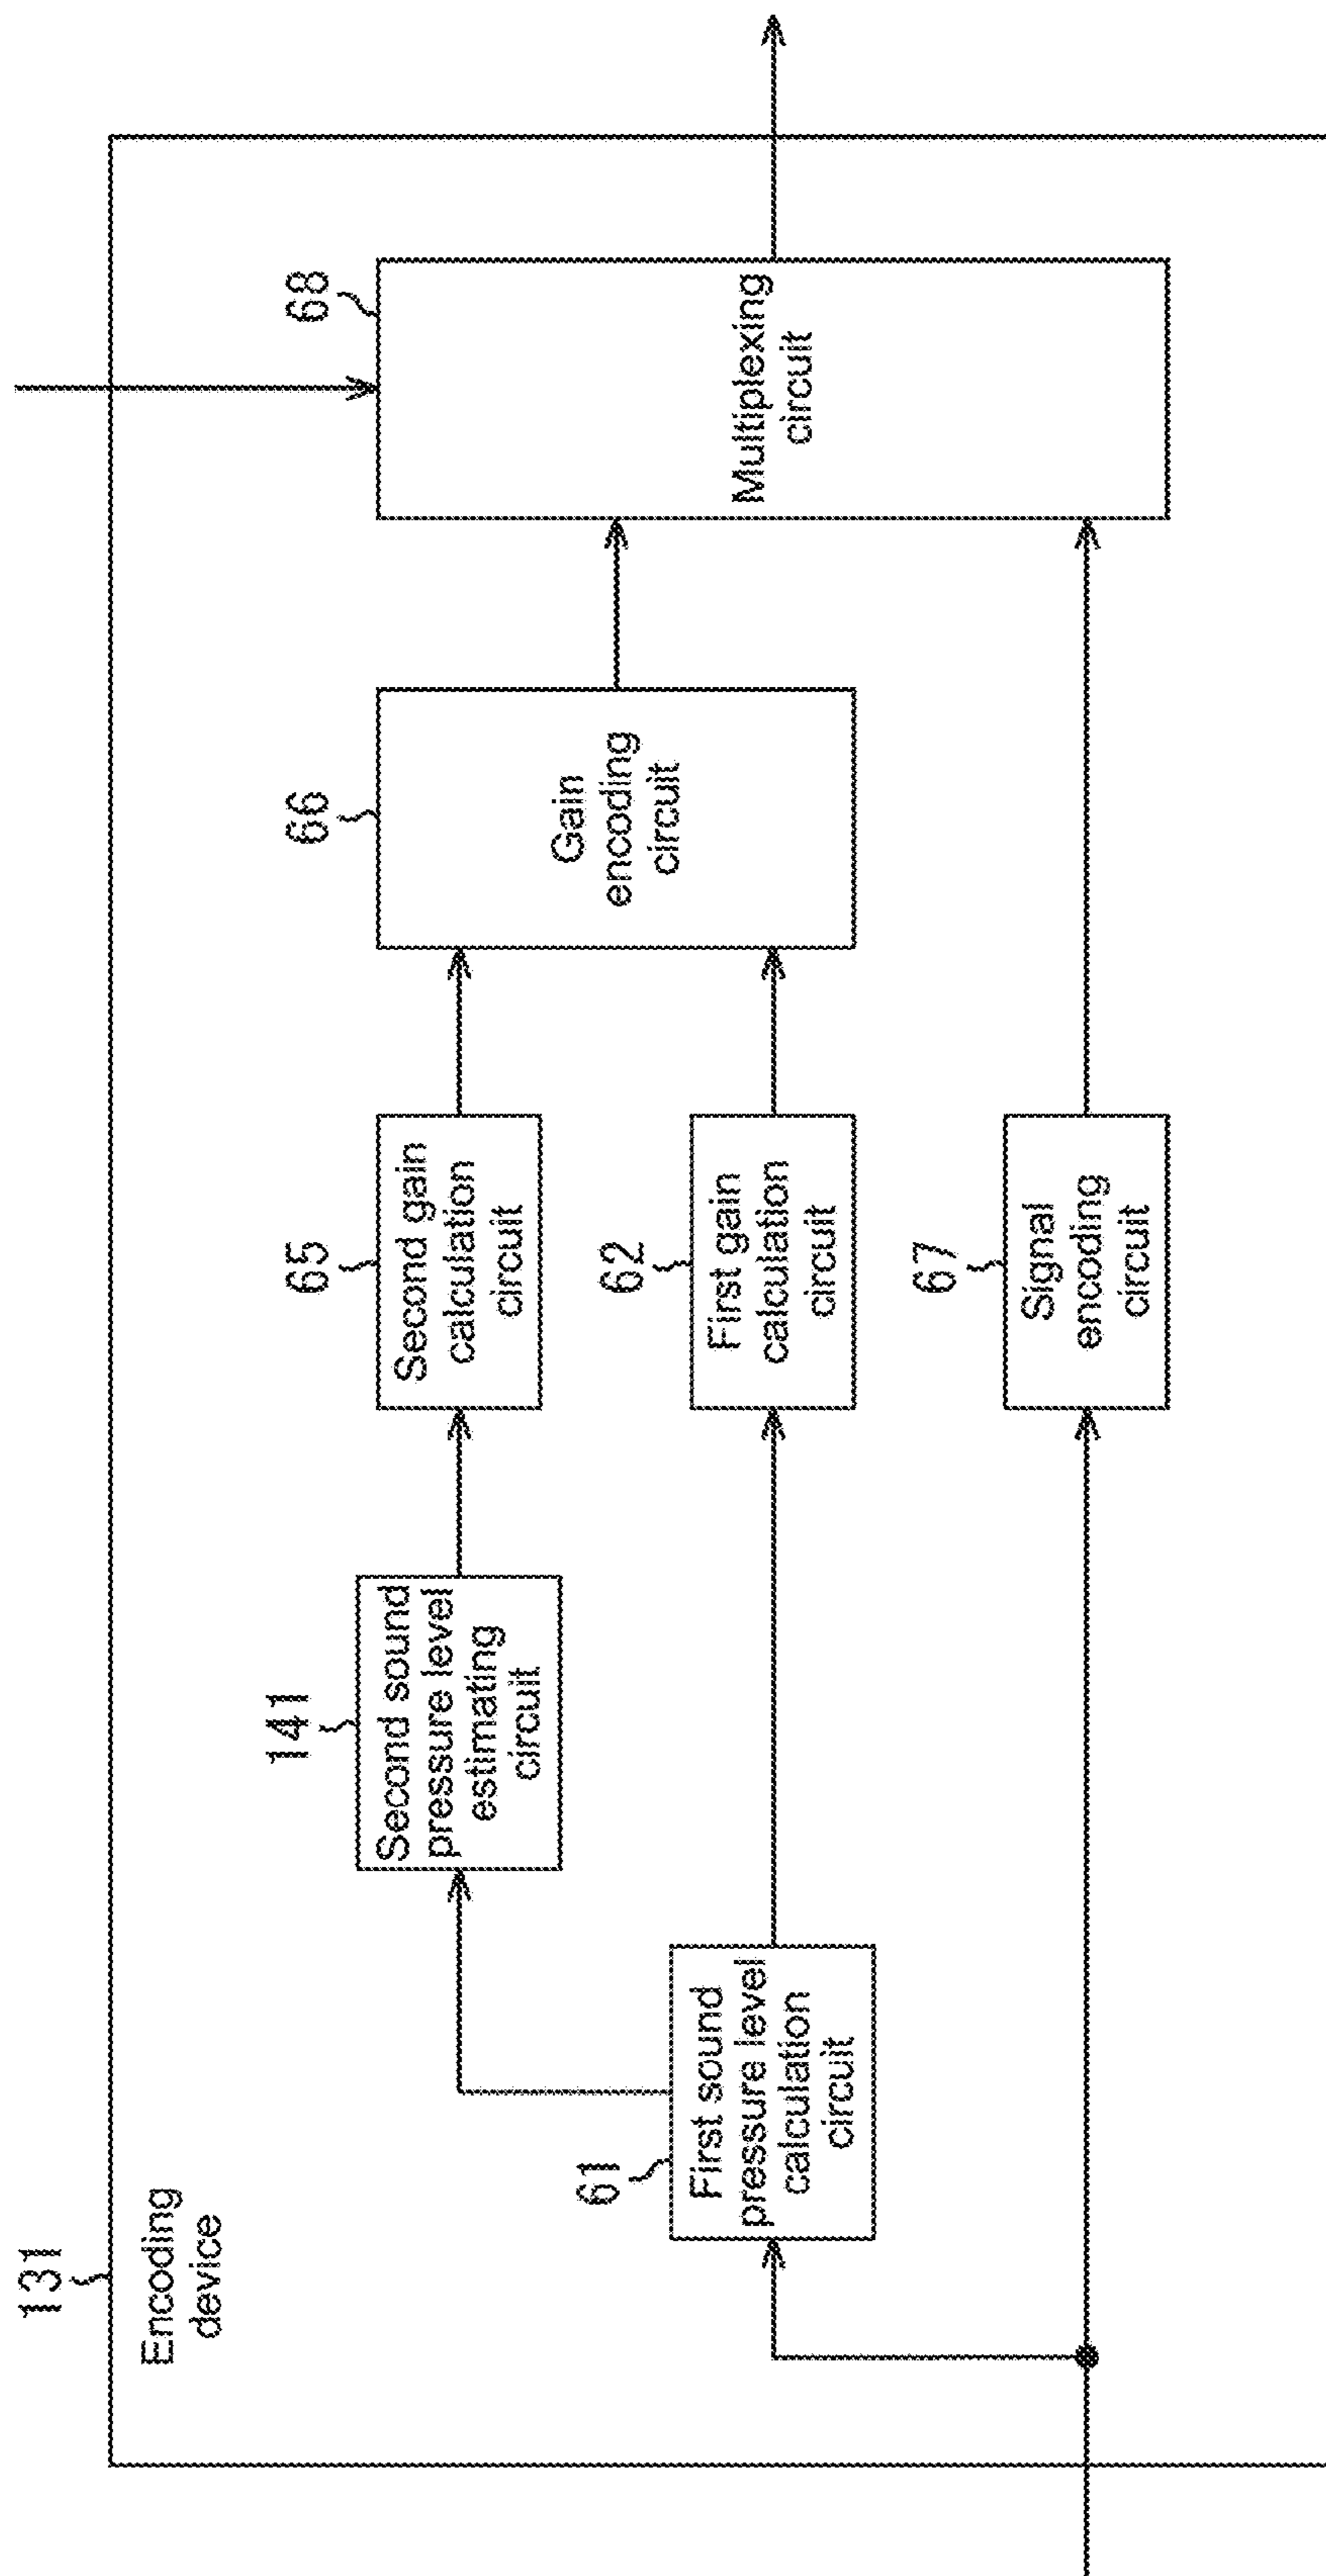 131
Encoding
device
61
First sound
pressure level
calculation
circuit
141
Second sound
pressure level
estimating
circuit
65
Second gain
calculation
circuit
62
First gain
calculation
circuit
67
Signal
encoding
circuit
66
Gain
encoding
circuit
68
Multiplexing
circuit